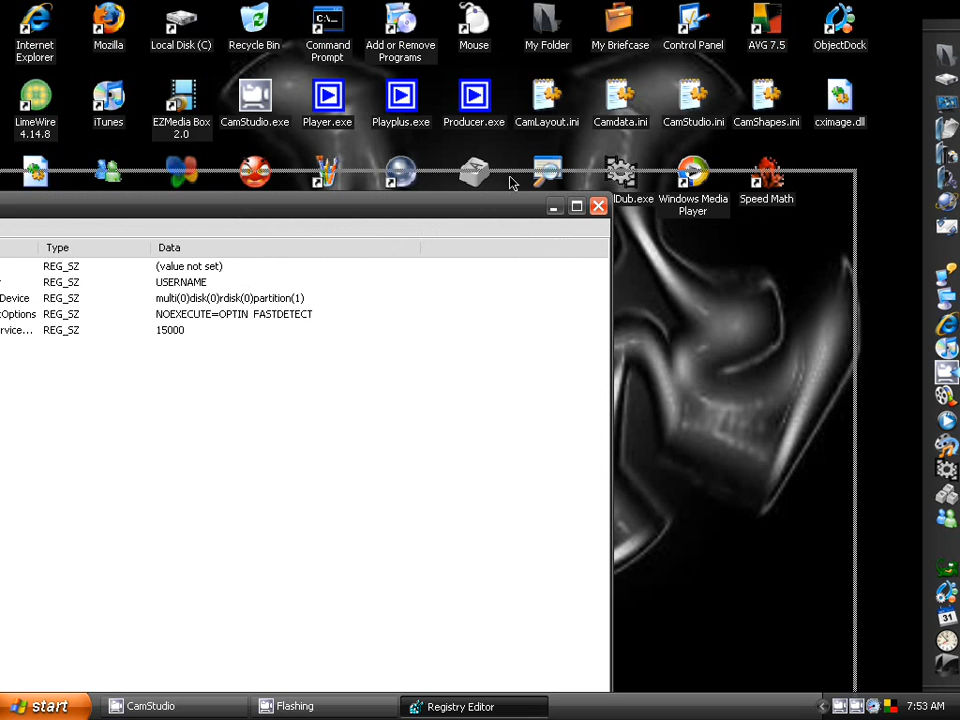 Internet Explorer
Mozilla
Local Disk (C)
Recycle Bin
Command Prompt
Add or Remove Programs
Mouse
My Folder
My Briefcase
Control Panel
AVG 7.5
ObjectDock
LimeWire 4.14.8
iTunes
EZMedia Box 2.0
CamStudio.exe
Player.exe
Playplus.exe
Producer.exe
CamLayout.ini
Camdata.ini
CamStudio.ini
CamShapes.ini
cximage.dll
lDub.exe
Windows Media Player
Speed Math
Type Data
REG_SZ (value not set)
REG_SZ USERNAME
Device REG_SZ multi(0)disk(0)rdisk(0)partition(1)
tOptions REG_SZ NOEXECUTE=OPTIN FASTDETECT
rvice... REG_SZ 15000
31
start
CamStudio
Flashing
Registry Editor
7:53 AM